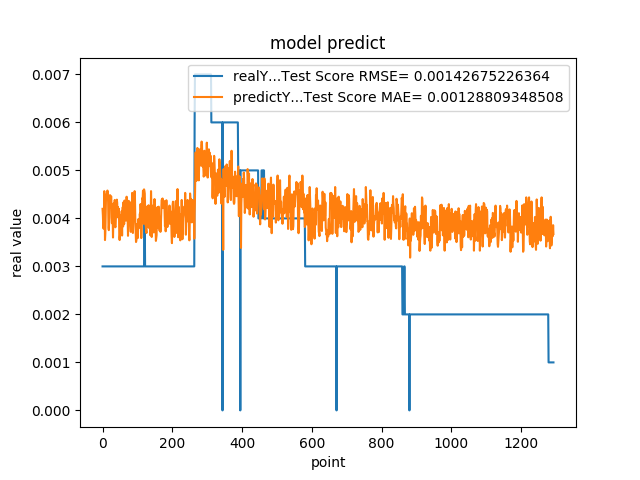 model predict
realY...Test Score RMSE= 0.00142675226364
predictY...Test Score MAE= 0.00128809348508
0.007
0.006
0.005
0.004
0.003
0.002
0.001
0.000
real value
0 200 400 600 800 1000 1200
point